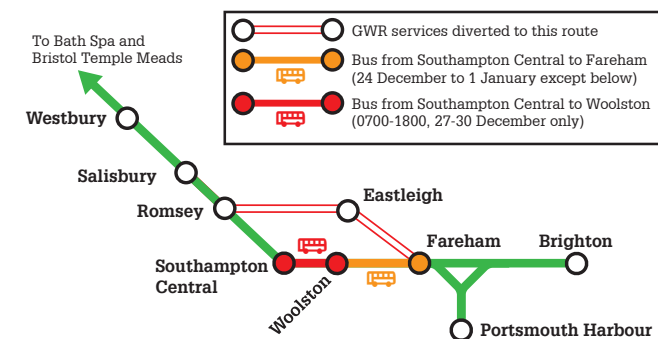 To Bath Spa and
Bristol Temple Meads
GWR services diverted to this route
Bus from Southampton Central to Fareham
(24 December to 1 January except below)
Bus from Southampton Central to Woolston
(0700-1800, 27-30 December only)
Westbury
Salisbury
Romsey
Eastleigh
Southampton
Central
Woolston
Fareham
Brighton
Portsmouth Harbour